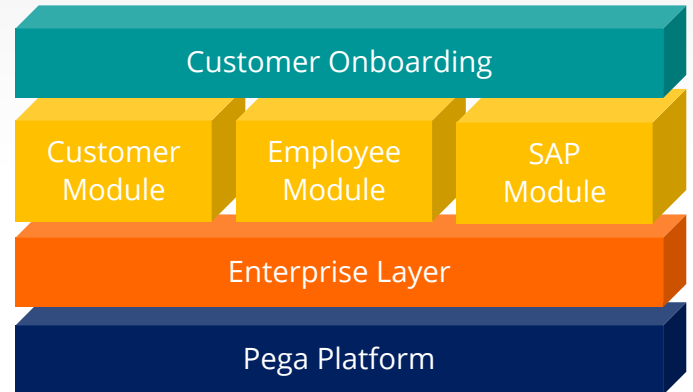 Customer Onboarding
Customer
Module
Employee
Module
SAP
Module
Enterprise Layer
Pega Platform